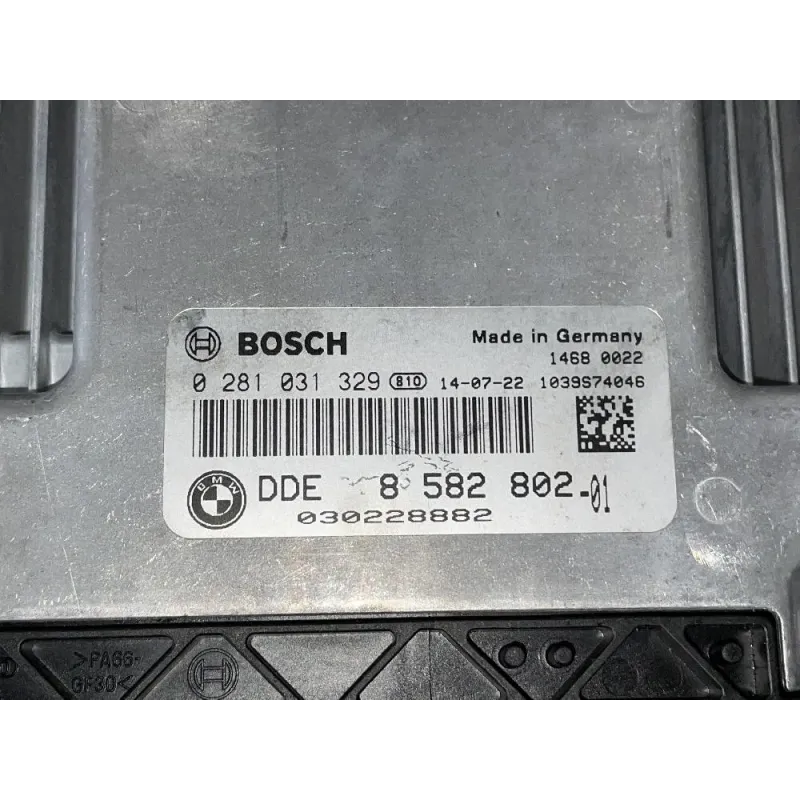 BOSCH
Made in Germany
1468 0022
0 281 031 329 810 14-07-22 1039S74046
BMW
DDE 8 582 802-01
030228882
>PA66-
GF30<